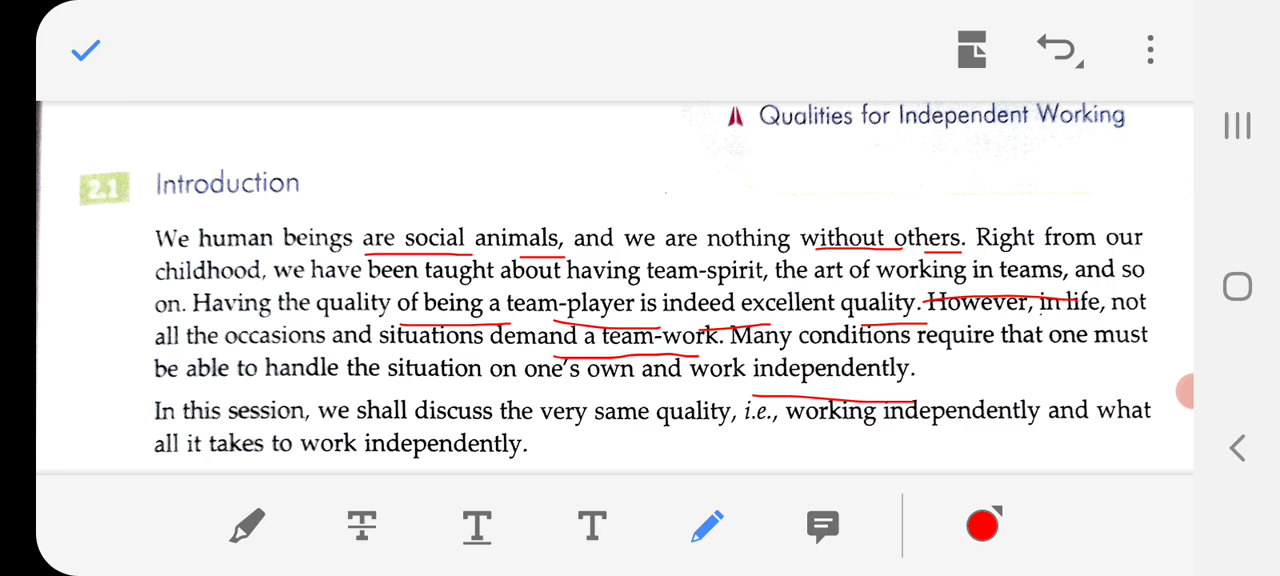 Qualities for Independent Working
2.1 Introduction
We human beings are social animals, and we are nothing without others. Right from our
childhood, we have been taught about having team-spirit, the art of working in teams, and so
on. Having the quality of being a team-player is indeed excellent quality. However, in life, not
all the occasions and situations demand a team-work. Many conditions require that one must
be able to handle the situation on one's own and work independently.
In this session, we shall discuss the very same quality, i.e., working independently and what
all it takes to work independently.
T T T